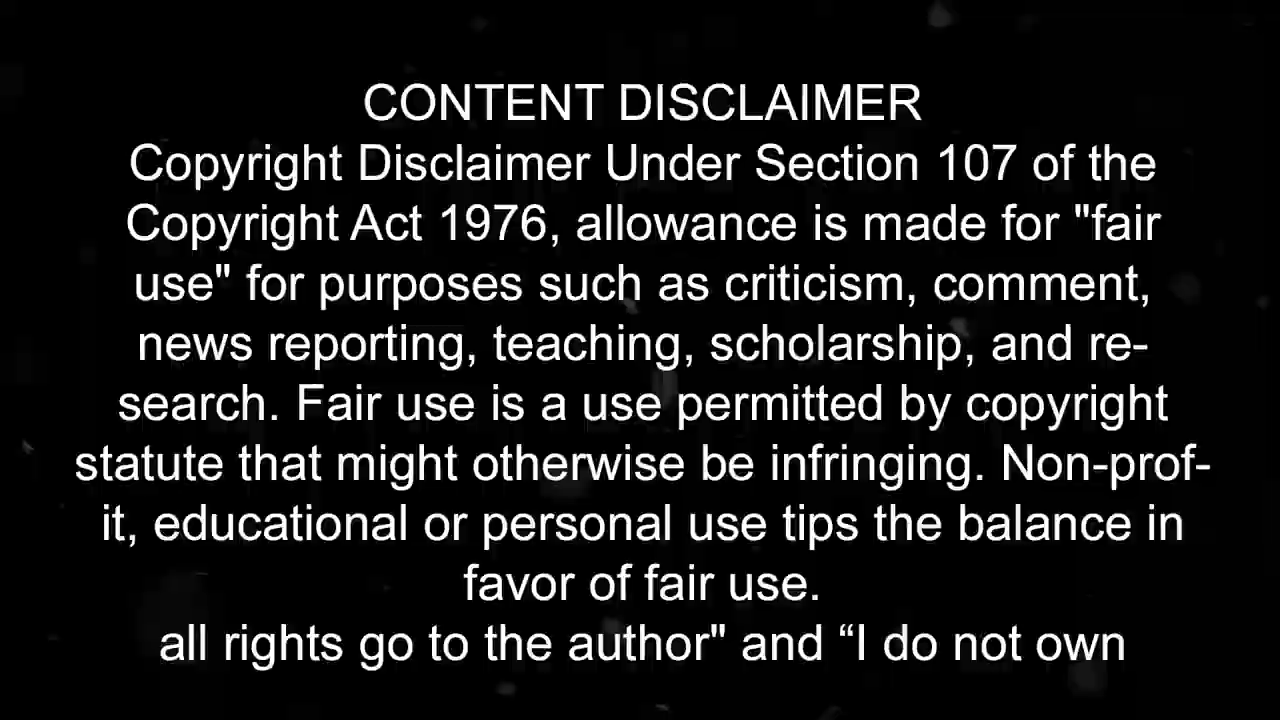 CONTENT DISCLAIMER
Copyright Disclaimer Under Section 107 of the
Copyright Act 1976, allowance is made for "fair
use" for purposes such as criticism, comment,
news reporting, teaching, scholarship, and re-
search. Fair use is a use permitted by copyright
statute that might otherwise be infringing. Non-prof-
it, educational or personal use tips the balance in
favor of fair use.
all rights go to the author" and “I do not own